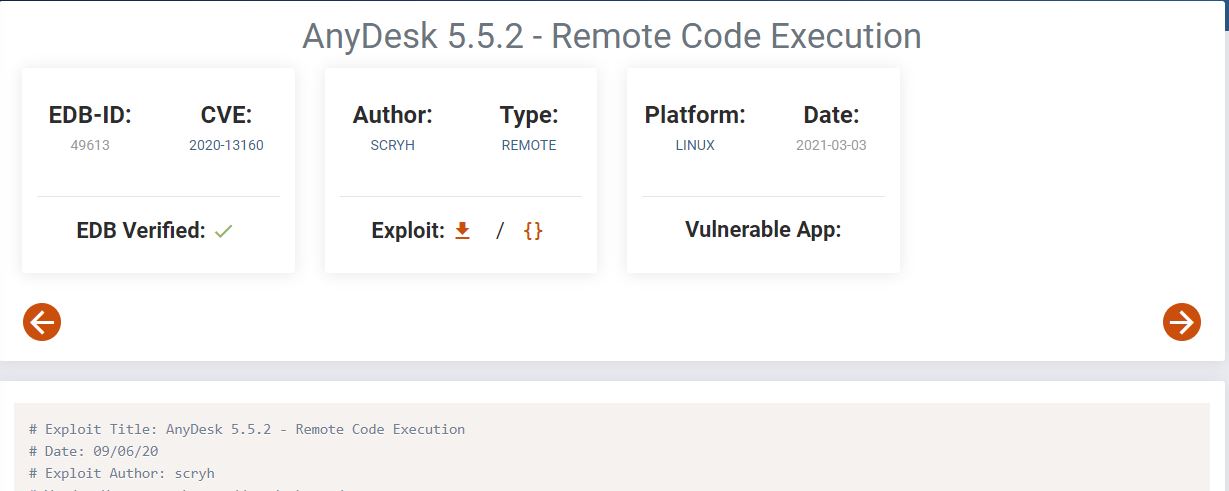 AnyDesk 5.5.2 - Remote Code Execution
EDB-ID:
49613
CVE:
2020-13160
EDB Verified:
Author:
SCRYH
Type:
REMOTE
Exploit: / {}
Platform:
LINUX
Date:
2021-03-03
Vulnerable App:
# Exploit Title: AnyDesk 5.5.2 - Remote Code Execution
# Date: 09/06/20
# Exploit Author: scryh